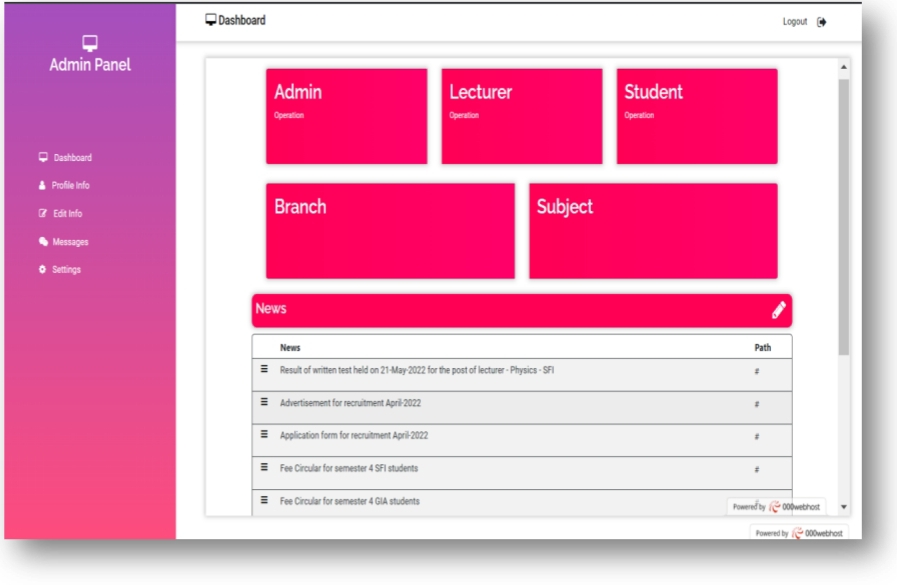 Dashboard
Logout
Admin Panel
Dashboard
Profile Info
Edit Info
Messages
Settings
Admin
Operation
Lecturer
Operation
Student
Operation
Branch
Subject
News
News Path
Result of written test held on 21-May-2022 for the post of lecturer - Physics - SFI #
Advertisement for recruitment April-2022 #
Application form for recruitment April-2022 #
Fee Circular for semester 4 SFI students #
Fee Circular for semester 4 GIA students #
Powered by 000webhost
Powered by 000webhost